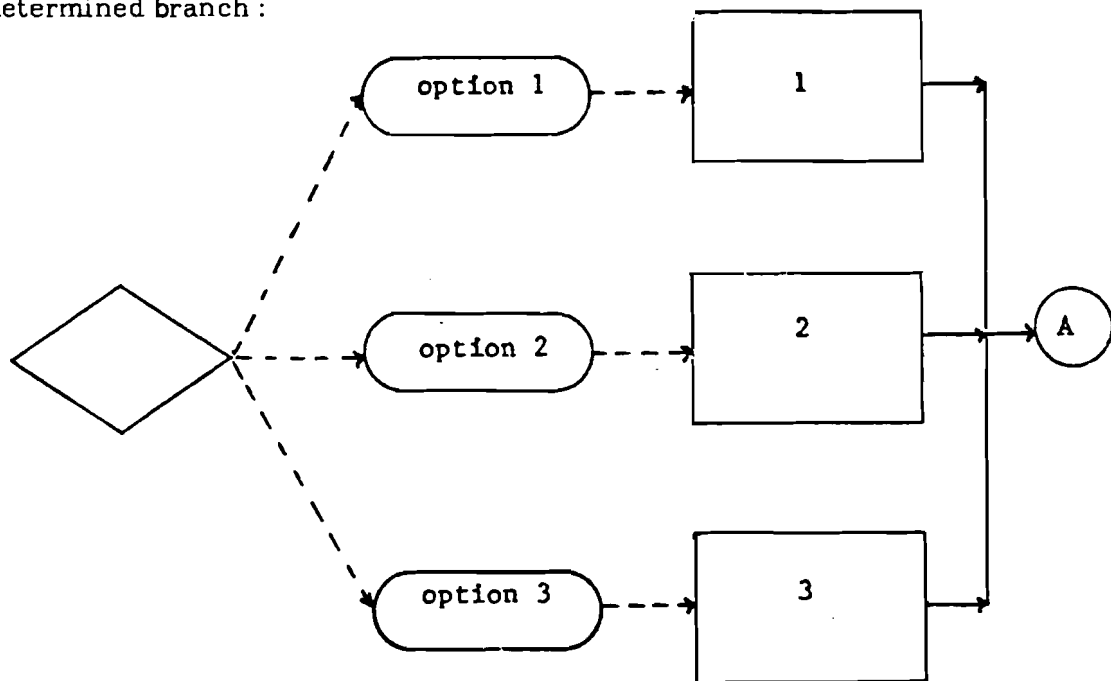 determined branch :
option 1
1
option 2
2
A
option 3
3